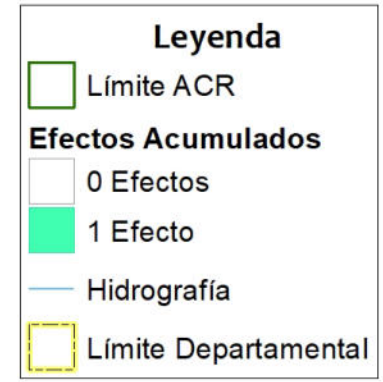 Leyenda
Límite ACR
Efectos Acumulados
0 Efectos
1 Efecto
Hidrografía
Límite Departamental